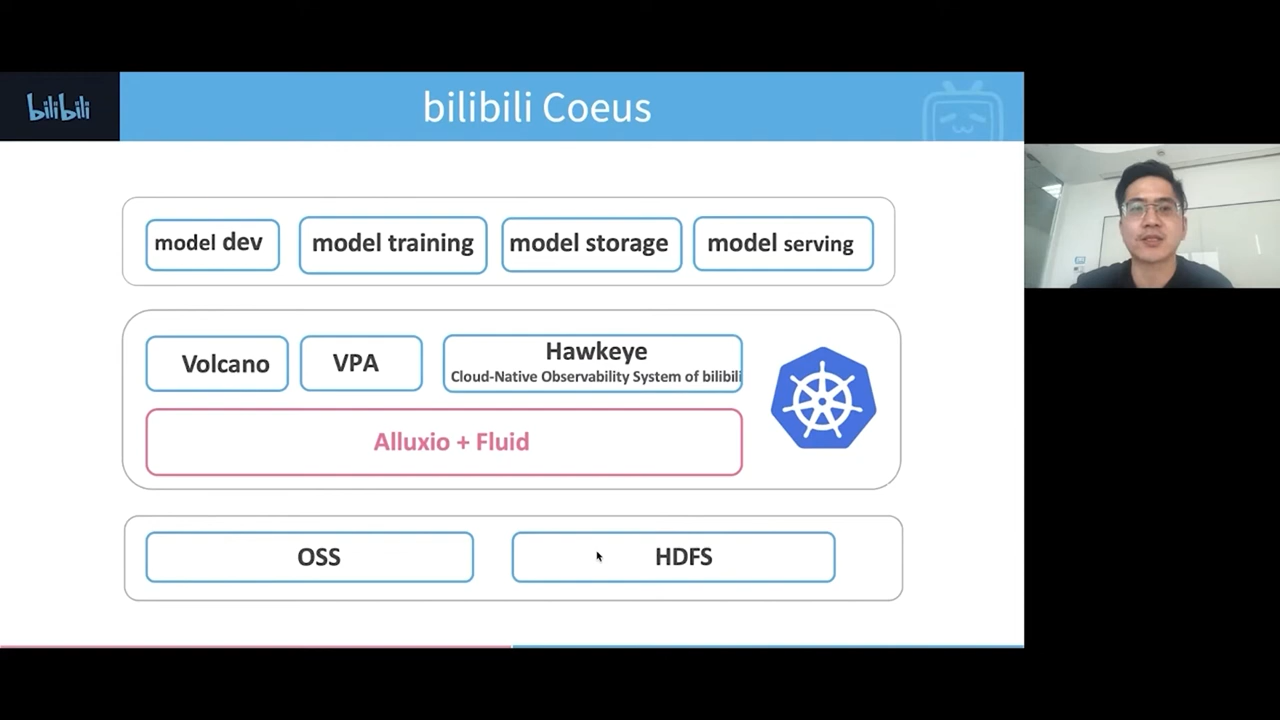 bilibili
bilibili Coeus
model dev
model training
model storage
model serving
Volcano
VPA
Hawkeye
Cloud-Native Observability System of bilibili
Alluxio + Fluid
OSS
HDFS